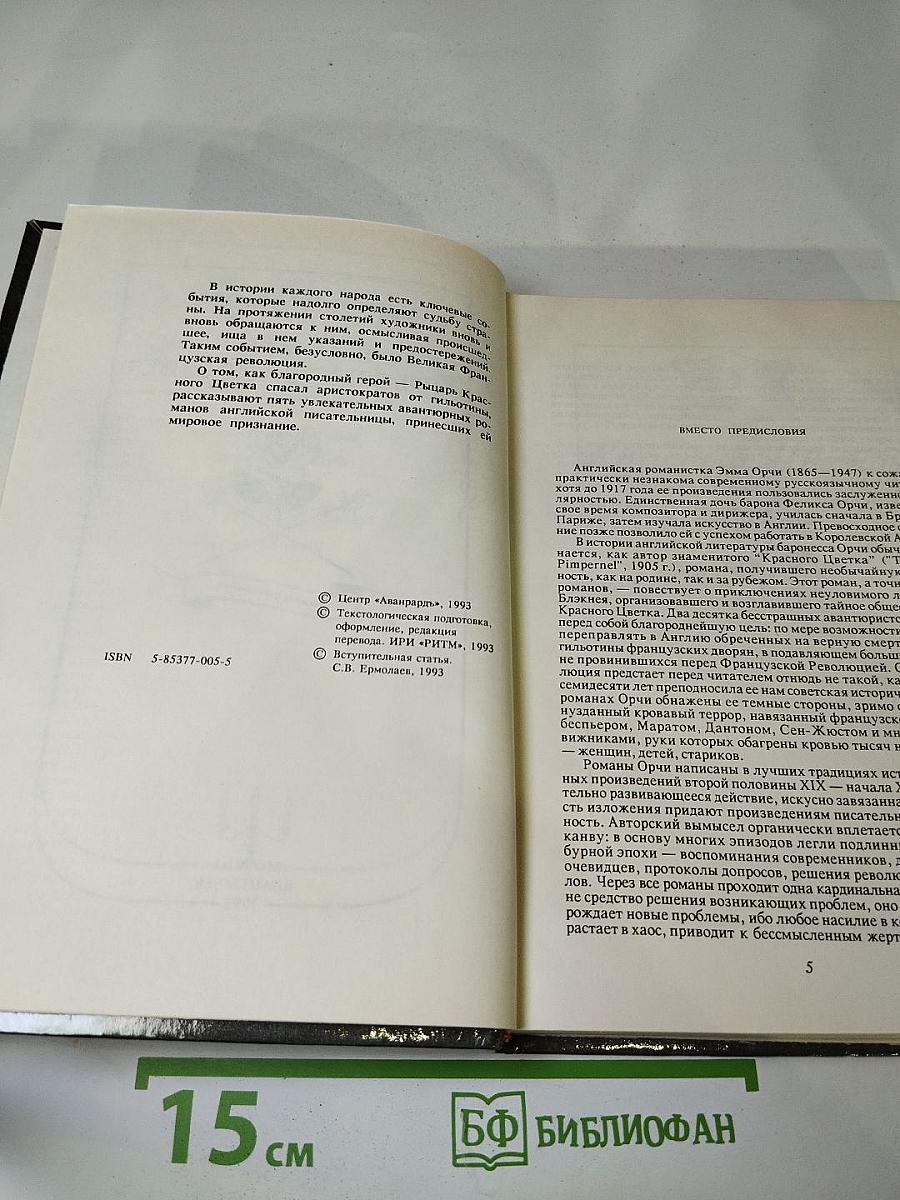 В истории каждого народа есть ключевые со-
бытия, которые надолго определяют судьбу стра-
ны. На протяжении столетий художники вновь и
вновь обращаются к ним, осмысливая происшед-
шее, ища в нем указаний и предостережений.
Таким событием, безусловно, было Великая Фран-
цузская революция.
О том, как благородный герой — Рыцарь Крас-
ного Цветка спасал аристократов от гильотины,
рассказывают пять увлекательных авантюрных ро-
манов английской писательницы, принесших ей
мировое признание.
© Центр «Аванрардъ», 1993
© Текстологическая подготовка,
оформление, редакция
перевода. ИРИ «РИТМ», 1993
ISBN 5-85377-005-5
© Вступительная статья.
С.В. Ермолаев, 1993
ВМЕСТО ПРЕДИСЛОВИЯ
Английская романистка Эмма Орчи (1865—1947) к сож
практически незнакома современному русскоязычному чит
хотя до 1917 года ее произведения пользовались заслуженно
лярностью. Единственная дочь барона Феликса Орчи, изве
свое время композитора и дирижера, училась сначала в Бр
Париже, затем изучала искусство в Англии. Превосходное
ние позже позволило ей с успехом работать в Королевской А
В истории английской литературы баронесса Орчи обыч
нается, как автор знаменитого "Красного Цветка" ("T
Pimpernel", 1905 г.), романа, получившего необычайную
ность, как на родине, так и за рубежом. Этот роман, а точн
романов, — повествует о приключениях неуловимого л
Блэкнея, организовавшего и возглавившего тайное обще
Красного Цветка. Два десятка бесстрашных авантюристо
перед собой благороднейшую цель: по мере возможности
переправлять в Англию обреченных на верную смерт
гильотины французских дворян, в подавляющем больш
не провинившихся перед Французской Революцией. С
люция предстает перед читателем отнюдь не такой, ка
семидесяти лет преподносила ее нам советская историч
романах Орчи обнажены ее темные стороны, зримо
нузданный кровавый террор, навязанный французск
беспьером, Маратом, Дантоном, Сен-Жюстом и мн
вижниками, руки которых обагрены кровью тысяч н
— женщин, детей, стариков.
Романы Орчи написаны в лучших традициях ист
ных произведений второй половины XIX — начала X
тельно развивающееся действие, искусно завязанна
сть изложения придают произведениям писательн
ность. Авторский вымысел органически вплетаетс
канву: в основу многих эпизодов легли подлинн
бурной эпохи — воспоминания современников, д
очевидцев, протоколы допросов, решения револю
лов. Через все романы проходит одна кардинальна
не средство решения возникающих проблем, оно
рождает новые проблемы, ибо любое насилие в к
растает в хаос, приводит к бессмысленным жерт
5
15 см
БФ БИБЛИОФАН